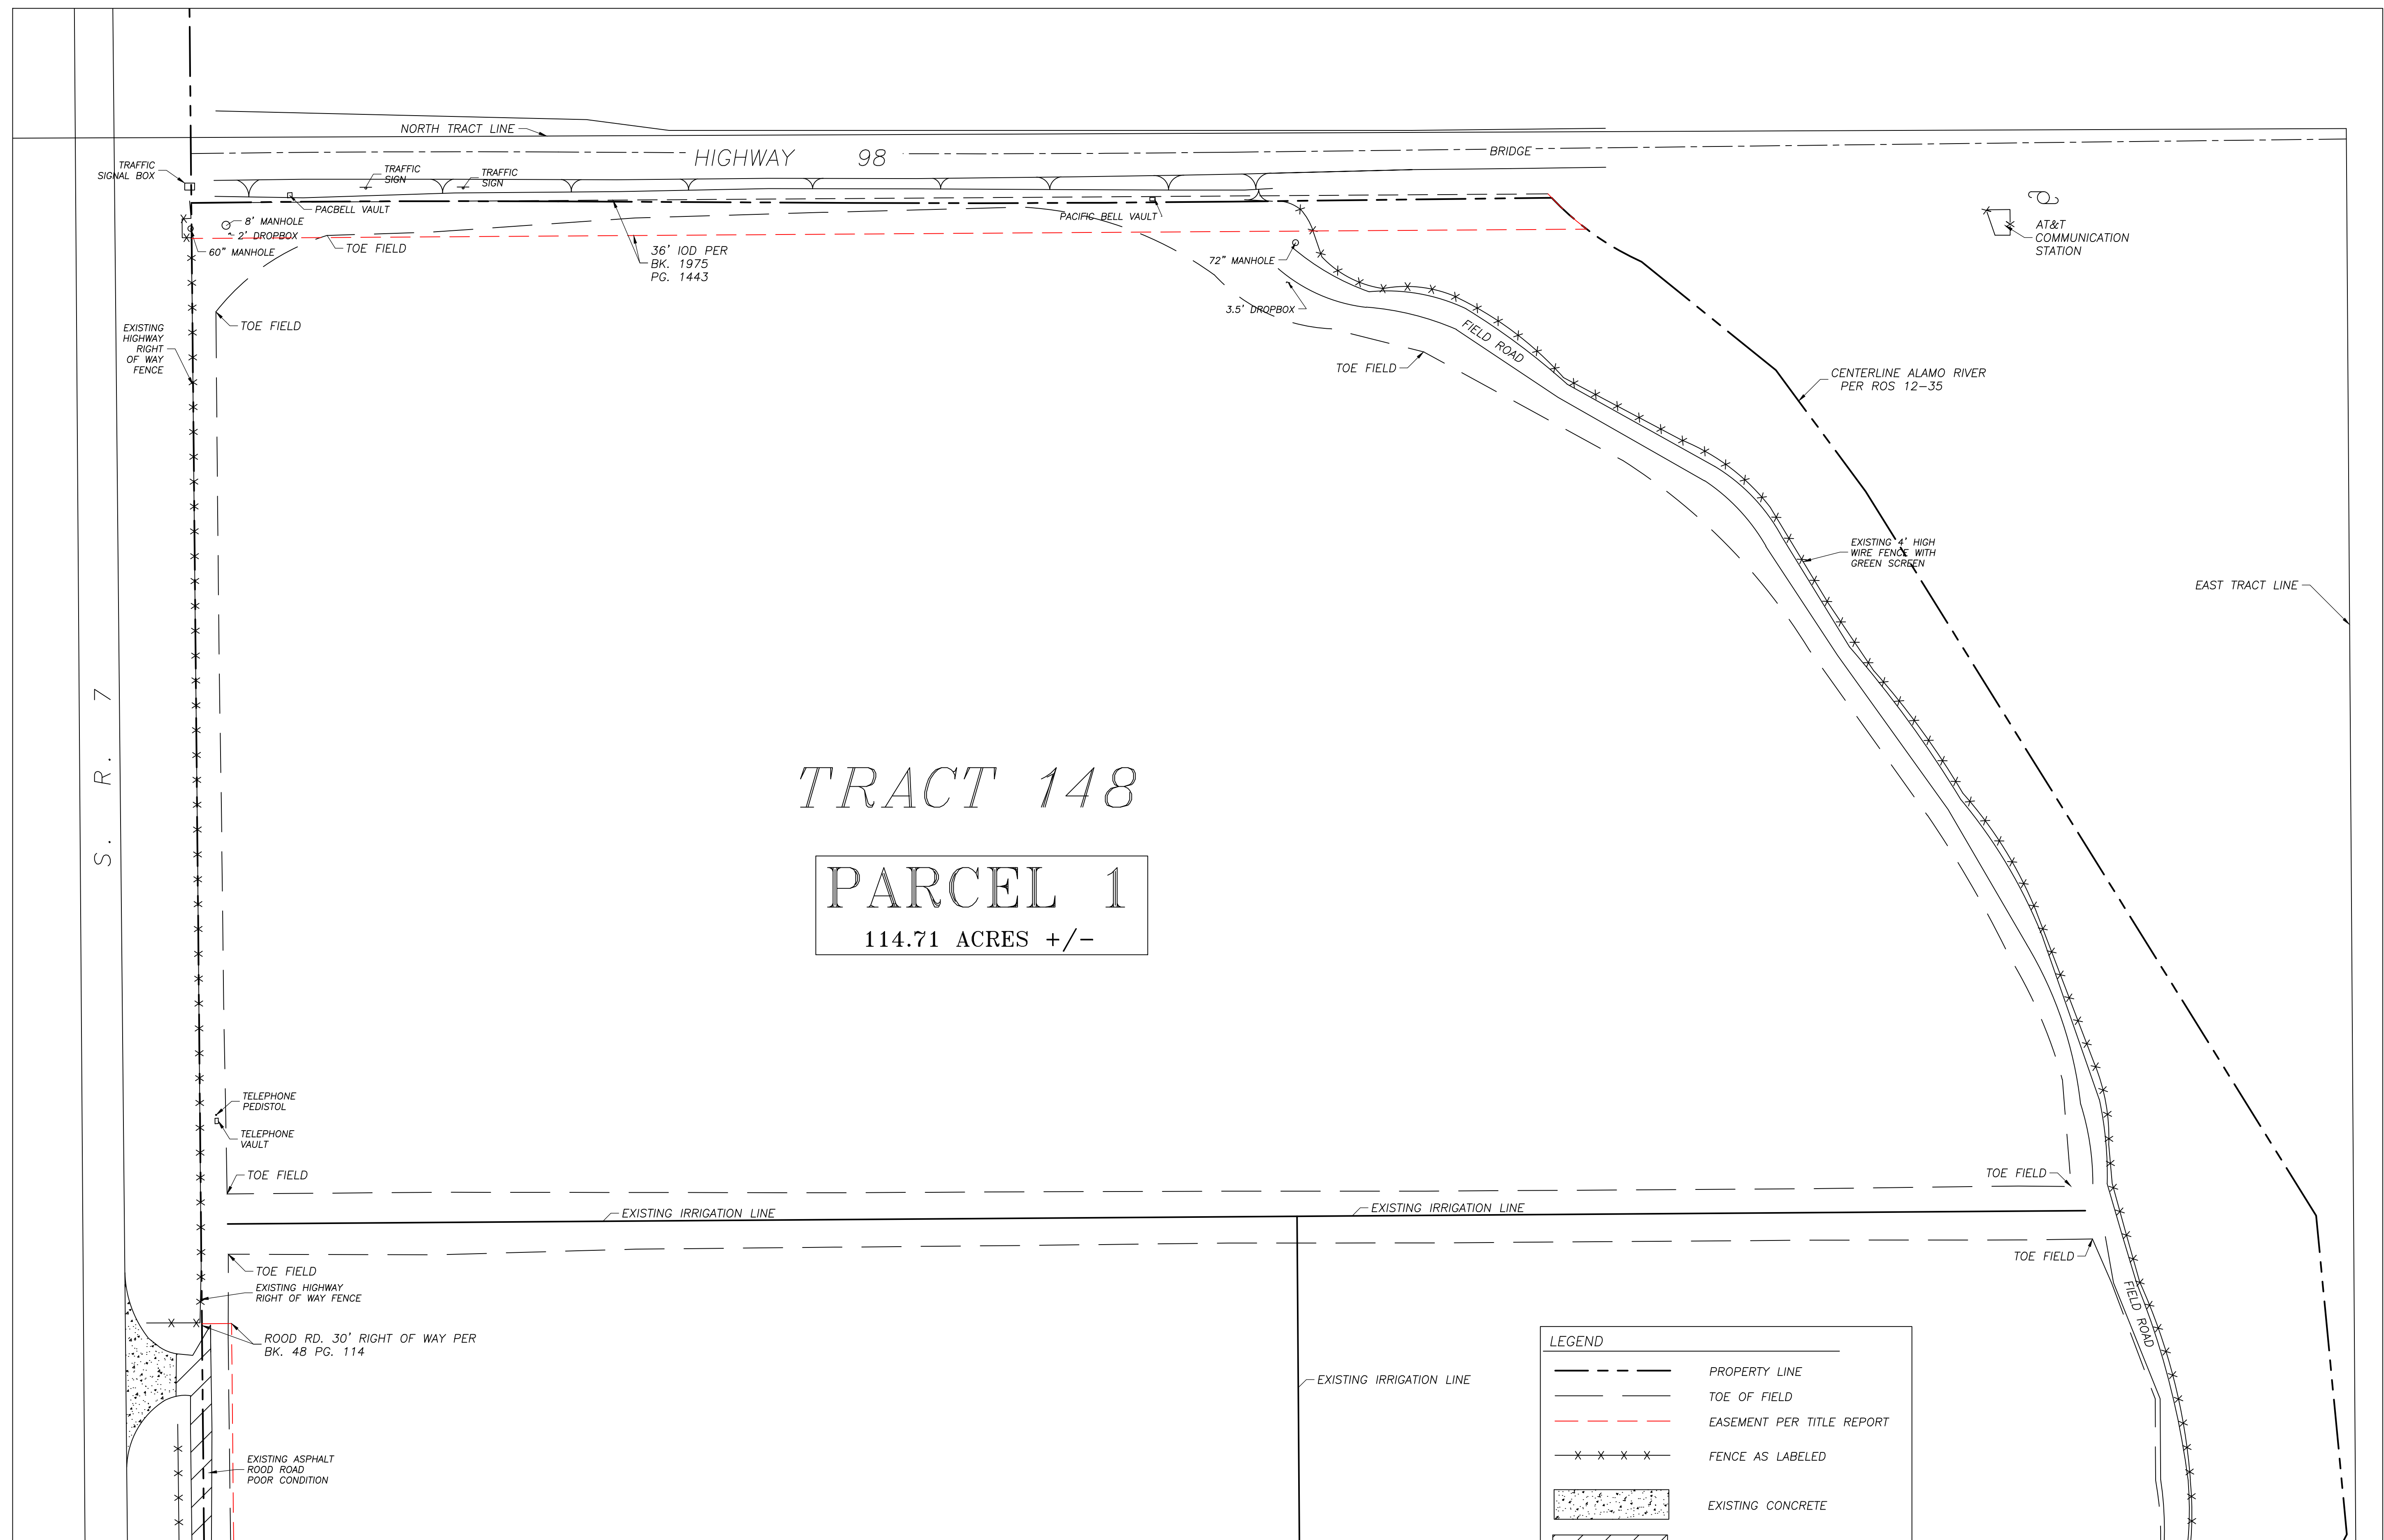 NORTH TRACT LINE
HIGHWAY 98
BRIDGE
TRAFFIC
SIGNAL BOX
TRAFFIC
SIGN
TRAFFIC
SIGN
PACBELL VAULT
8' MANHOLE
2' DROPBOX
60" MANHOLE
TOE FIELD
36' IOD PER
BK. 1975
PG. 1443
PACIFIC BELL VAULT
72" MANHOLE
3.5' DROPBOX
AT&T
COMMUNICATION
STATION
TOE FIELD
EXISTING
HIGHWAY
RIGHT
OF WAY
FENCE
FIELD ROAD
TOE FIELD
CENTERLINE ALAMO RIVER
PER ROS 12-35
EXISTING 4' HIGH
WIRE FENCE WITH
GREEN SCREEN
EAST TRACT LINE
S. R. 7
TRACT 148
PARCEL 1
114.71 ACRES +/-
TELEPHONE
PEDISTOL
TELEPHONE
VAULT
TOE FIELD
TOE FIELD
EXISTING IRRIGATION LINE
EXISTING IRRIGATION LINE
TOE FIELD
TOE FIELD
EXISTING HIGHWAY
RIGHT OF WAY FENCE
ROOD RD. 30' RIGHT OF WAY PER
BK. 48 PG. 114
FIELD ROAD
EXISTING IRRIGATION LINE
EXISTING ASPHALT
ROOD ROAD
POOR CONDITION
LEGEND
PROPERTY LINE
TOE OF FIELD
EASEMENT PER TITLE REPORT
FENCE AS LABELED
EXISTING CONCRETE